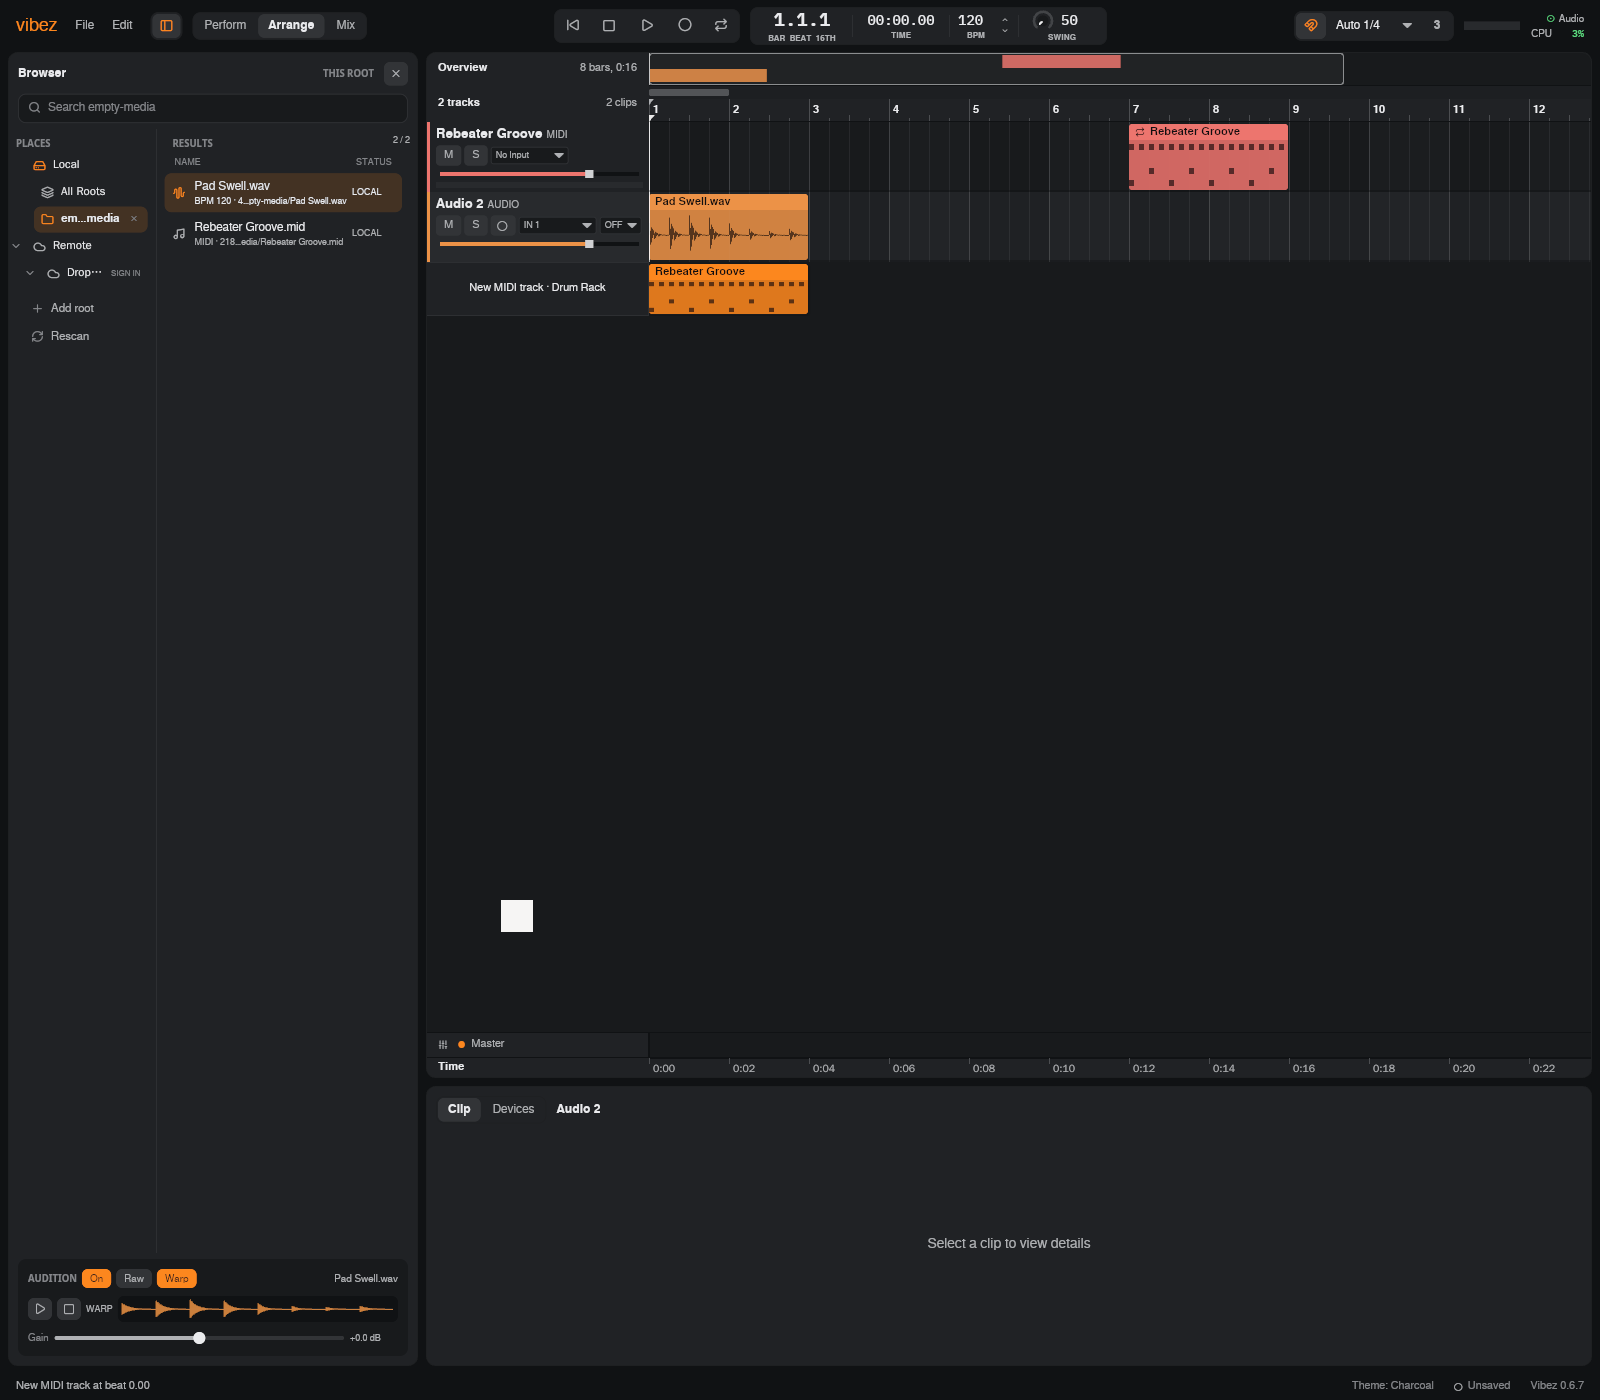 vibez File Edit Perform Arrange Mix
1.1.1 00:00.00 120 50
BAR BEAT 16TH TIME BPM SWING
Auto 1/4 3
Audio
CPU 3%
Browser THIS ROOT
Search empty-media
PLACES
Local
All Roots
em...media
Remote
Drop··· SIGN IN
Add root
Rescan
RESULTS 2 / 2
NAME STATUS
Pad Swell.wav
BPM 120 · 4...pty-media/Pad Swell.wav
LOCAL
Rebeater Groove.mid
MIDI · 218...edia/Rebeater Groove.mid
LOCAL
AUDITION On Raw Warp Pad Swell.wav
WARP
Gain +0.0 dB
Overview 8 bars, 0:16
2 tracks 2 clips
1 2 3 4 5 6 7 8 9 10 11 12
Rebeater Groove MIDI
M S No Input
Rebeater Groove
Audio 2 AUDIO
M S IN 1 OFF
Pad Swell.wav
New MIDI track · Drum Rack
Rebeater Groove
Master
Time 0:00 0:02 0:04 0:06 0:08 0:10 0:12 0:14 0:16 0:18 0:20 0:22
Clip Devices Audio 2
Select a clip to view details
New MIDI track at beat 0.00
Theme: Charcoal Unsaved Vibez 0.6.7